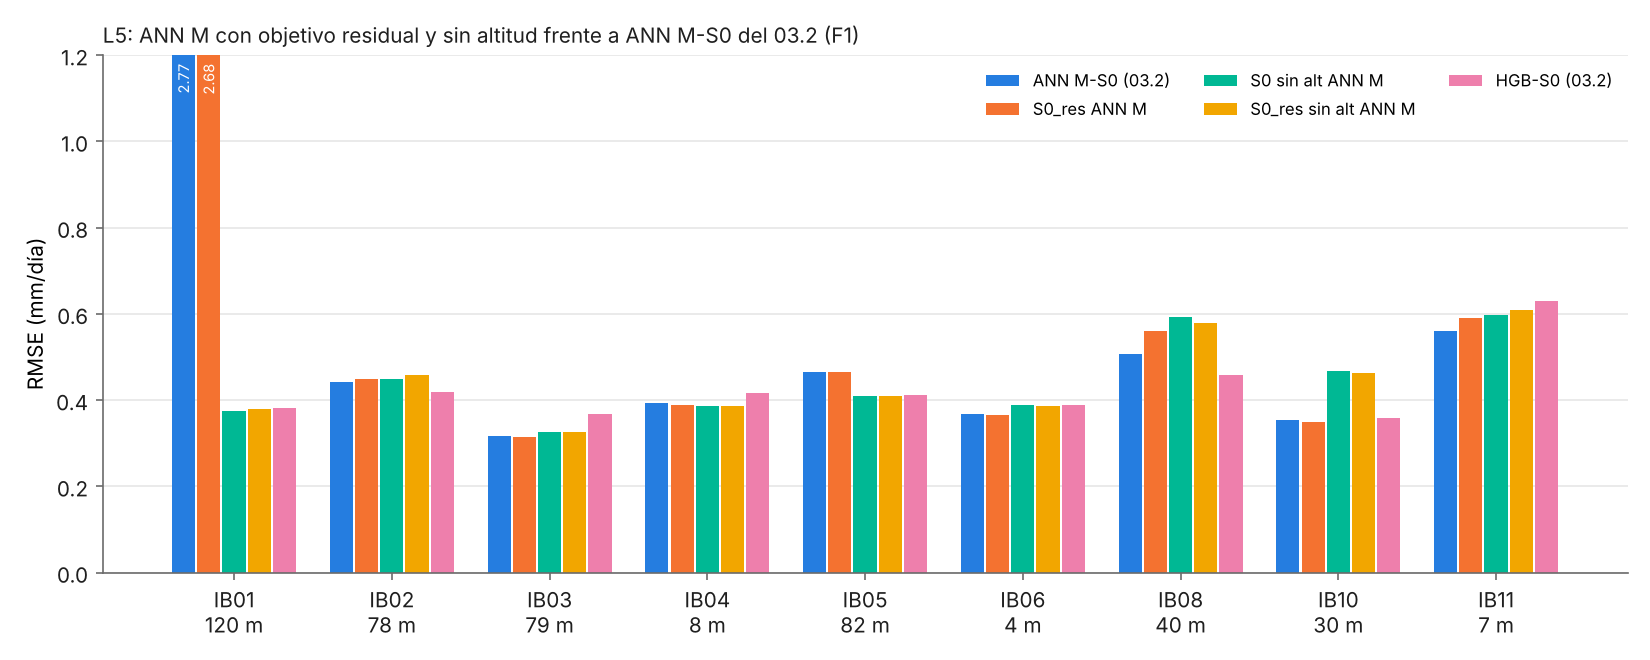 L5: ANN M con objetivo residual y sin altitud frente a ANN M-S0 del 03.2 (F1)
ANN M-S0 (03.2)
S0_res ANN M
S0 sin alt ANN M
S0_res sin alt ANN M
HGB-S0 (03.2)
RMSE (mm/día)
1.2
1.0
0.8
0.6
0.4
0.2
0.0
2.77
2.68
IB01 IB02 IB03 IB04 IB05 IB06 IB08 IB10 IB11
120 m 78 m 79 m 8 m 82 m 4 m 40 m 30 m 7 m